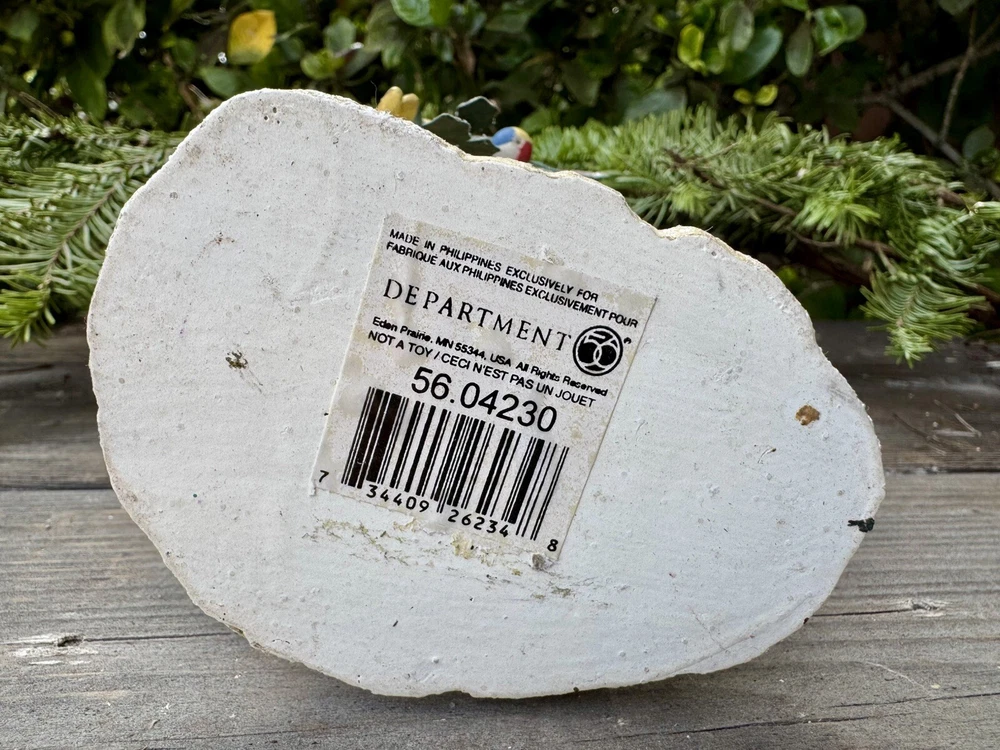 MADE IN PHILIPPINES EXCLUSIVELY FOR
FABRIQUÉ AUX PHILIPPINES EXCLUSIVEMENT POUR
DEPARTMENT 56®
Eden Prairie, MN 55344, USA All Rights Reserved
NOT A TOY / CECI N'EST PAS UN JOUET
56.04230
7 34409 26234 8